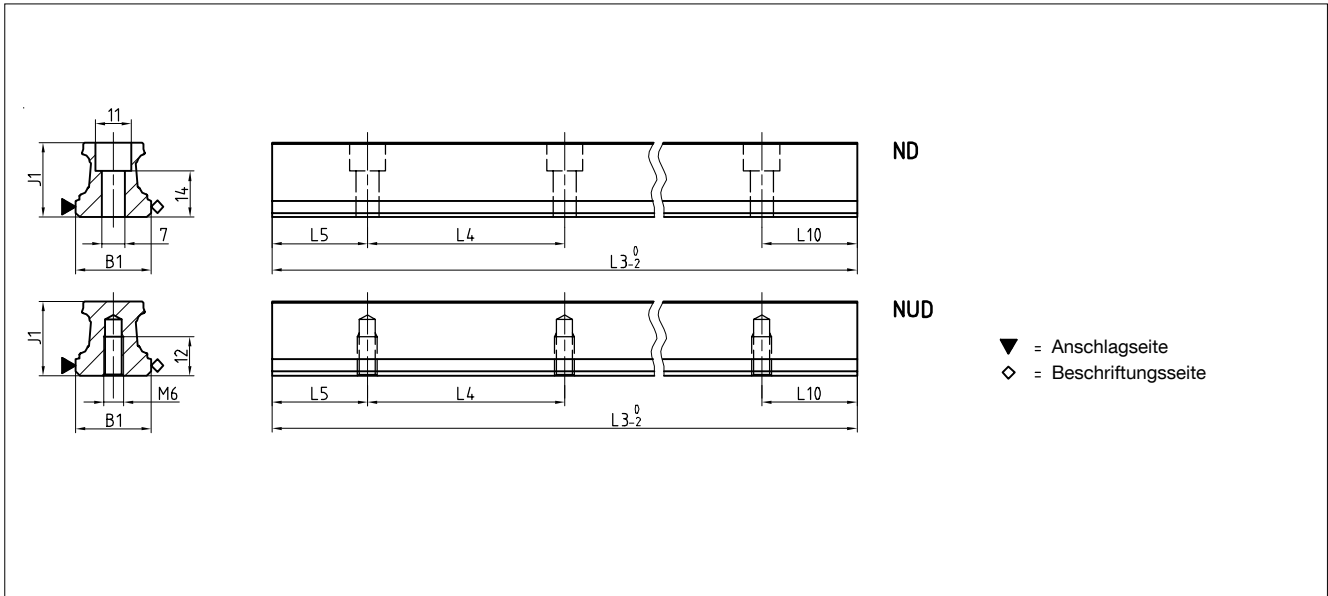 11
J1
14
7
B1
L5
L4
L10
L3-2 0
ND
J1
12
M6
B1
L5
L4
L10
L3-2 0
NUD
▼ = Anschlagseite
◇ = Beschriftungsseite